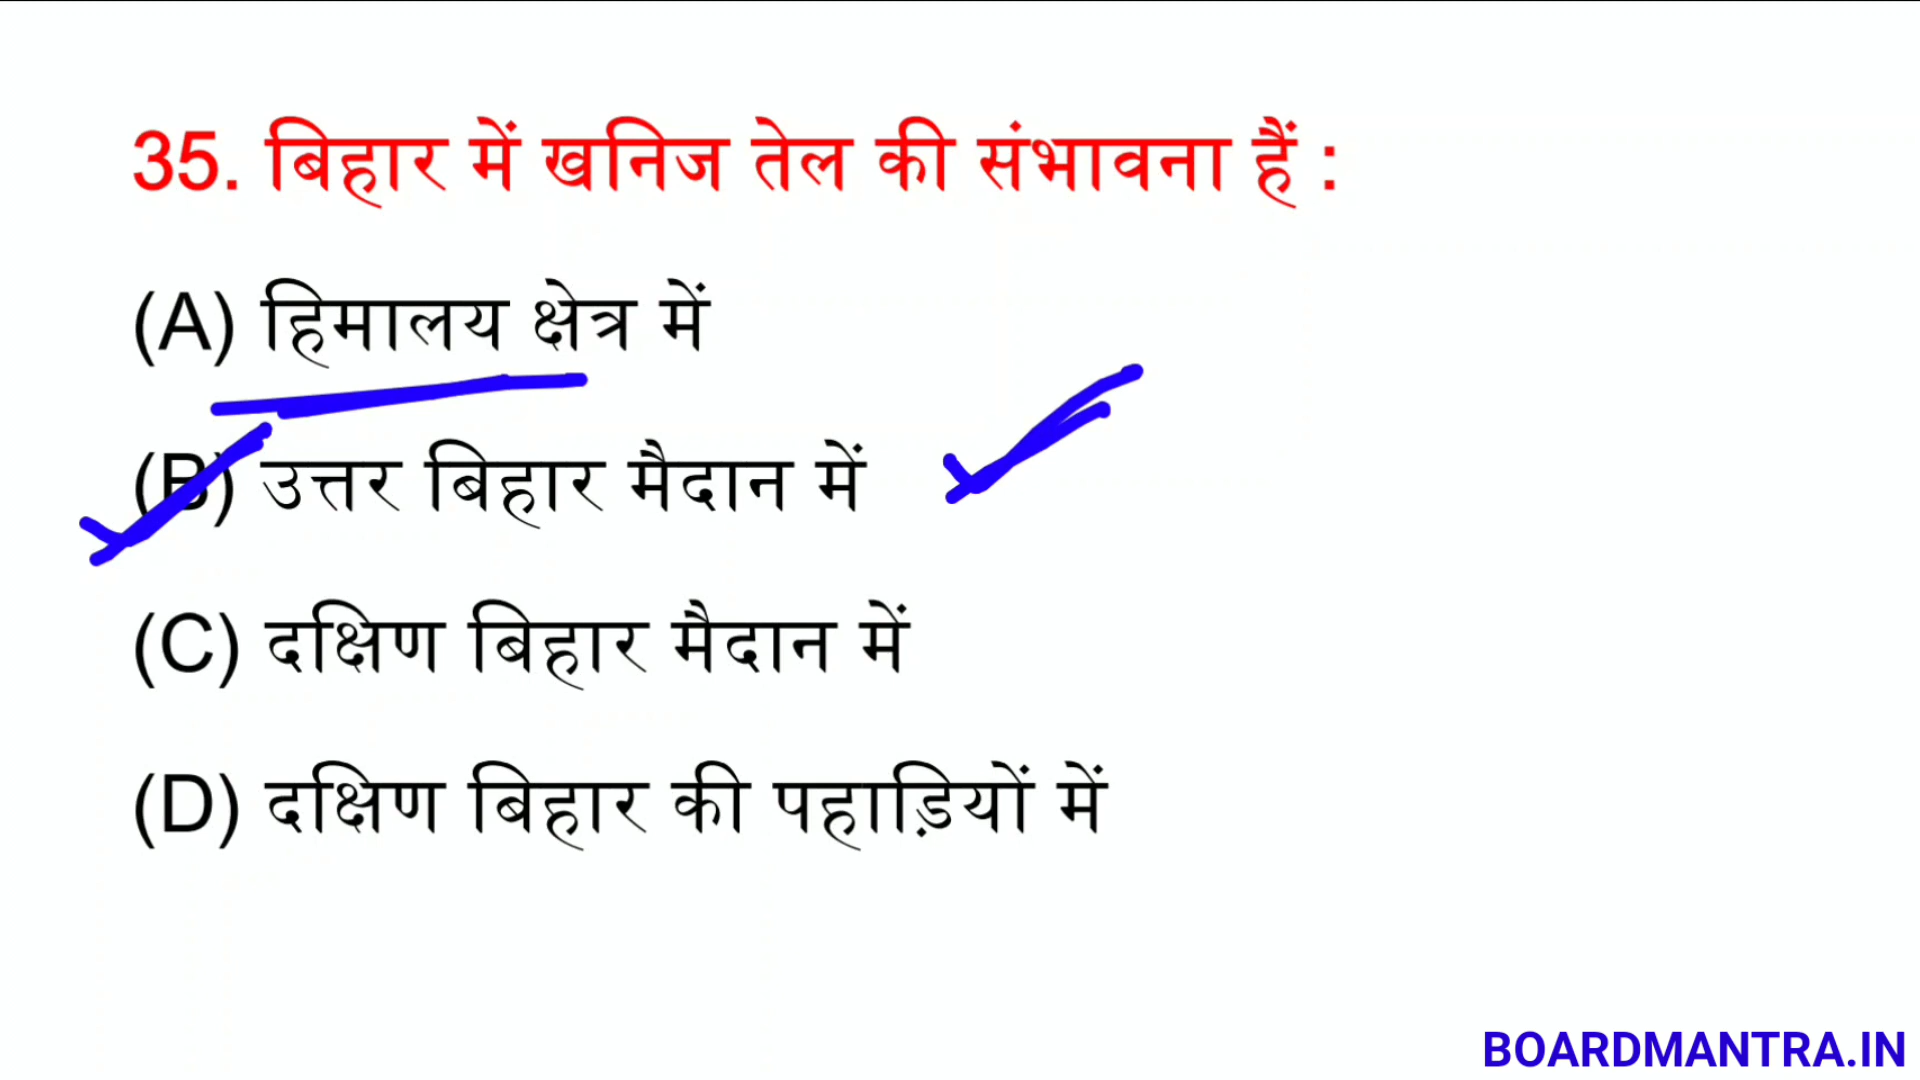 35. बिहार में खनिज तेल की संभावना हैं :
(A) हिमालय क्षेत्र में
(B) उत्तर बिहार मैदान में
(C) दक्षिण बिहार मैदान में
(D) दक्षिण बिहार की पहाड़ियों में
BOARDMANTRA.IN